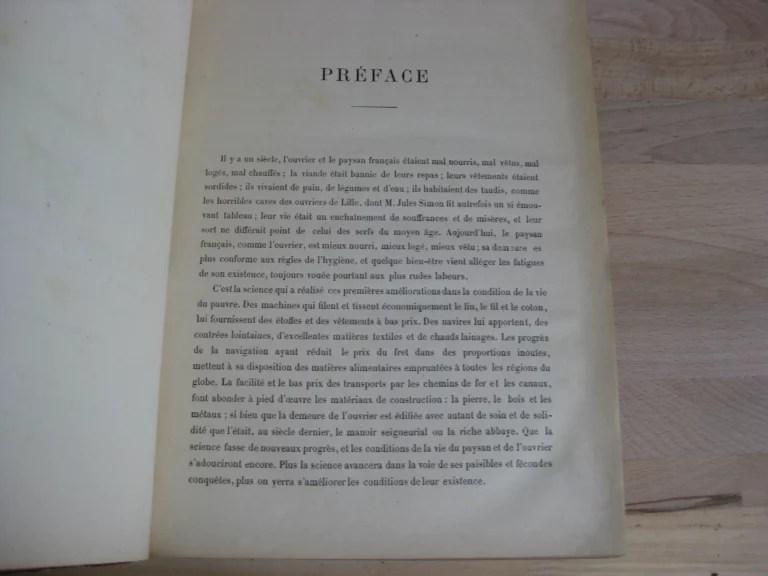 PRÉFACE
Il y a un siècle, l'ouvrier et le paysan français étaient mal nourris, mal vêtus, mal
logés, mal chauffés ; la viande était bannie de leurs repas ; leurs vêtements étaient
sordides ; ils vivaient de pain, de légumes et d'eau ; ils habitaient des taudis, comme
les horribles caves des ouvriers de Lille, dont M. Jules Simon fit autrefois un si émou-
vant tableau ; leur vie était un enchaînement de souffrances et de misères, et leur
sort ne différait point de celui des serfs du moyen âge. Aujourd'hui, le paysan
français, comme l'ouvrier, est mieux nourri, mieux logé, mieux vêtu ; sa demeure es
plus conforme aux règles de l'hygiène, et quelque bien-être vient alléger les fatigues
de son existence, toujours vouée pourtant aux plus rudes labeurs.
C'est la science qui a réalisé ces premières améliorations dans la condition de la vie
du pauvre. Des machines qui filent et tissent économiquement le lin, le fil et le coton,
lui fournissent des étoffes et des vêtements à bas prix. Des navires lui apportent, des
contrées lointaines, d'excellentes matières textiles et de chauds lainages. Les progrès
de la navigation ayant réduit le prix du fret dans des proportions inouïes,
mettent à sa disposition des matières alimentaires empruntées à toutes les régions du
globe. La facilité et le bas prix des transports par les chemins de fer et les canaux,
font abonder à pied d'œuvre les matériaux de construction : la pierre, le bois et les
métaux ; si bien que la demeure de l'ouvrier est édifiée avec autant de soin et de soli-
dité que l'était, au siècle dernier, le manoir seigneurial ou la riche abbaye. Que la
science fasse de nouveaux progrès, et les conditions de la vie du paysan et de l'ouvrier
s'adouciront encore. Plus la science avancera dans la voie de ses paisibles et fécondes
conquêtes, plus on verra s'améliorer les conditions de leur existence.